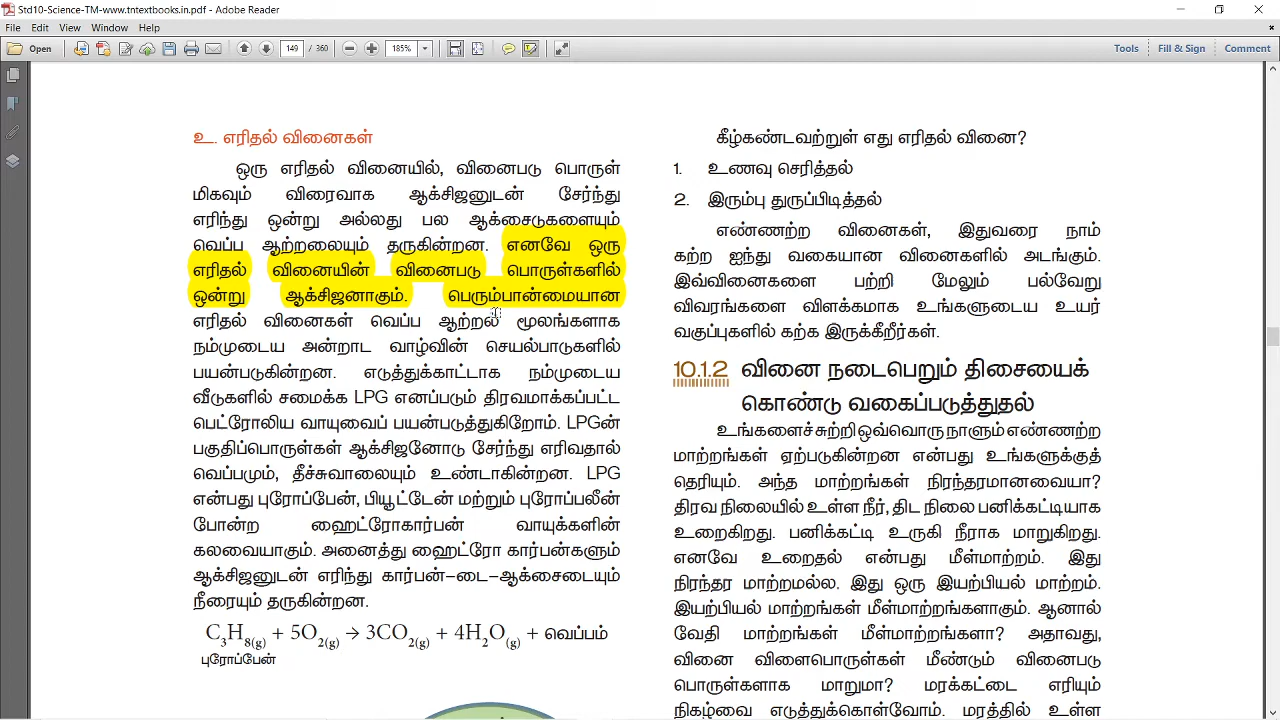 Std10-Science-TM-www.tntextbooks.in.pdf - Adobe Reader
File Edit View Window Help
Open 149 / 360 185% Tools Fill & Sign Comment
உ. எரிதல் வினைகள்
ஒரு எரிதல் வினையில், வினைபடு பொருள்
மிகவும் விரைவாக ஆக்சிஜனுடன் சேர்ந்து
எரிந்து ஒன்று அல்லது பல ஆக்சைடுகளையும்
வெப்ப ஆற்றலையும் தருகின்றன. எனவே ஒரு
எரிதல் வினையின் வினைபடு பொருள்களில்
ஒன்று ஆக்சிஜனாகும். பெரும்பான்மையான
எரிதல் வினைகள் வெப்ப ஆற்றல் மூலங்களாக
நம்முடைய அன்றாட வாழ்வின் செயல்பாடுகளில்
பயன்படுகின்றன. எடுத்துக்காட்டாக நம்முடைய
வீடுகளில் சமைக்க LPG எனப்படும் திரவமாக்கப்பட்ட
பெட்ரோலிய வாயுவைப் பயன்படுத்துகிறோம். LPGன்
பகுதிப்பொருள்கள் ஆக்சிஜனோடு சேர்ந்து எரிவதால்
வெப்பமும், தீச்சுவாலையும் உண்டாகின்றன. LPG
என்பது புரோப்பேன், பியூட்டேன் மற்றும் புரோப்பலீன்
போன்ற ஹைட்ரோகார்பன் வாயுக்களின்
கலவையாகும். அனைத்து ஹைட்ரோ கார்பன்களும்
ஆக்சிஜனுடன் எரிந்து கார்பன்–டை–ஆக்சைடையும்
நீரையும் தருகின்றன.
C₃H₈(g) + 5O₂(g) → 3CO₂(g) + 4H₂O(g) + வெப்பம்
புரோப்பேன்
கீழ்கண்டவற்றுள் எது எரிதல் வினை?
1. உணவு செரித்தல்
2. இரும்பு துருப்பிடித்தல்
எண்ணற்ற வினைகள், இதுவரை நாம்
கற்ற ஐந்து வகையான வினைகளில் அடங்கும்.
இவ்வினைகளை பற்றி மேலும் பல்வேறு
விவரங்களை விளக்கமாக உங்களுடைய உயர்
வகுப்புகளில் கற்க இருக்கீறீர்கள்.
10.1.2 வினை நடைபெறும் திசையைக்
கொண்டு வகைப்படுத்துதல்
உங்களைச் சுற்றி ஒவ்வொரு நாளும் எண்ணற்ற
மாற்றங்கள் ஏற்படுகின்றன என்பது உங்களுக்குத்
தெரியும். அந்த மாற்றங்கள் நிரந்தரமானவையா?
திரவ நிலையில் உள்ள நீர், திட நிலை பனிக்கட்டியாக
உறைகிறது. பனிக்கட்டி உருகி நீராக மாறுகிறது.
எனவே உறைதல் என்பது மீள்மாற்றம். இது
நிரந்தர மாற்றமல்ல. இது ஒரு இயற்பியல் மாற்றம்.
இயற்பியல் மாற்றங்கள் மீள்மாற்றங்களாகும். ஆனால்
வேதி மாற்றங்கள் மீள்மாற்றங்களா? அதாவது,
வினை விளைபொருள்கள் மீண்டும் வினைபடு
பொருள்களாக மாறுமா? மரக்கட்டை எரியும்
நிகழ்வை எடுத்துக்கொள்வோம். மரத்தில் உள்ள